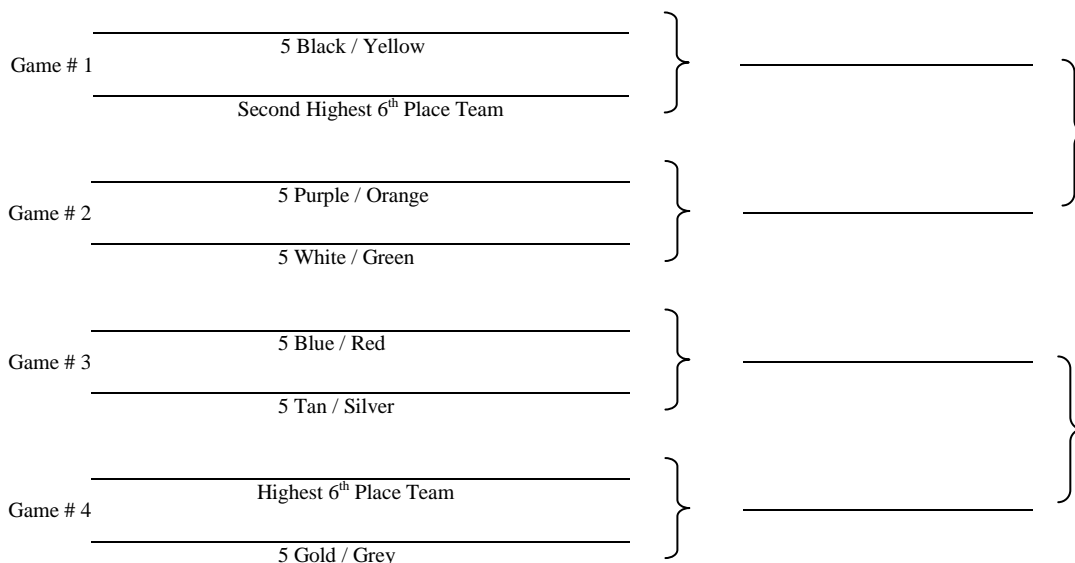 5 Black / Yellow
Game # 1
Second Highest 6th Place Team
5 Purple / Orange
Game # 2
5 White / Green
5 Blue / Red
Game # 3
5 Tan / Silver
Highest 6th Place Team
Game # 4
5 Gold / Grey